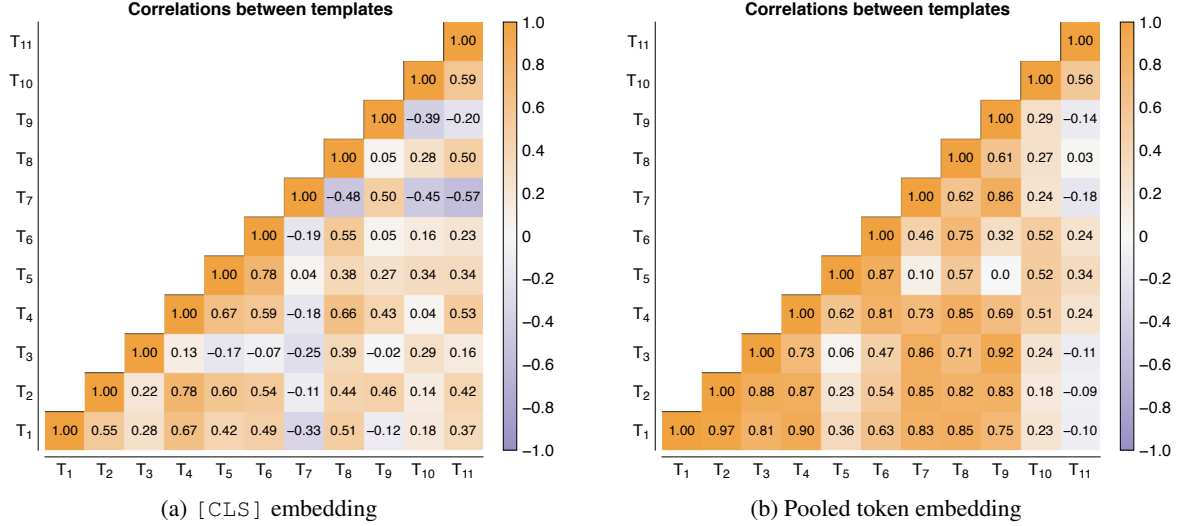 Correlations between templates
T11 1.00 1.0
T10 1.00 0.59 0.8
T9 1.00 −0.39 −0.20 0.6
T8 1.00 0.05 0.28 0.50 0.4
T7 1.00 −0.48 0.50 −0.45 −0.57 0.2
T6 1.00 −0.19 0.55 0.05 0.16 0.23 0
T5 1.00 0.78 0.04 0.38 0.27 0.34 0.34 −0.2
T4 1.00 0.67 0.59 −0.18 0.66 0.43 0.04 0.53 −0.4
T3 1.00 0.13 −0.17 −0.07 −0.25 0.39 −0.02 0.29 0.16 −0.6
T2 1.00 0.22 0.78 0.60 0.54 −0.11 0.44 0.46 0.14 0.42 −0.8
T1 1.00 0.55 0.28 0.67 0.42 0.49 −0.33 0.51 −0.12 0.18 0.37 −1.0
T1 T2 T3 T4 T5 T6 T7 T8 T9 T10 T11
(a) [CLS] embedding
Correlations between templates
T11 1.00 1.0
T10 1.00 0.56 0.8
T9 1.00 0.29 −0.14 0.6
T8 1.00 0.61 0.27 0.03 0.4
T7 1.00 0.62 0.86 0.24 −0.18 0.2
T6 1.00 0.46 0.75 0.32 0.52 0.24 0
T5 1.00 0.87 0.10 0.57 0.0 0.52 0.34 −0.2
T4 1.00 0.62 0.81 0.73 0.85 0.69 0.51 0.24 −0.4
T3 1.00 0.73 0.06 0.47 0.86 0.71 0.92 0.24 −0.11 −0.6
T2 1.00 0.88 0.87 0.23 0.54 0.85 0.82 0.83 0.18 −0.09 −0.8
T1 1.00 0.97 0.81 0.90 0.36 0.63 0.83 0.85 0.75 0.23 −0.10 −1.0
T1 T2 T3 T4 T5 T6 T7 T8 T9 T10 T11
(b) Pooled token embedding